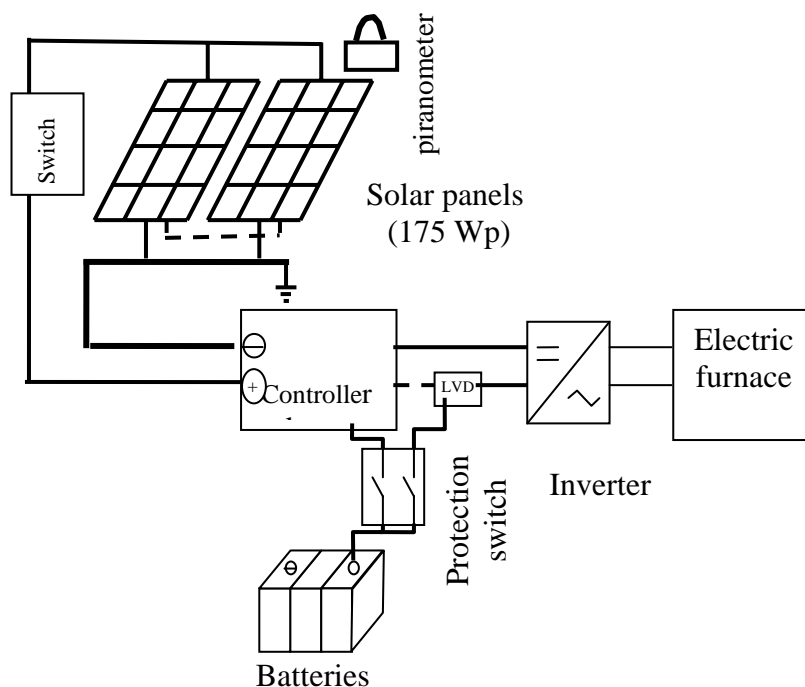 piranometer
Switch
Solar panels
(175 Wp)
Electric
furnace
+
Controller
LVD
Inverter
Protection
switch
Batteries